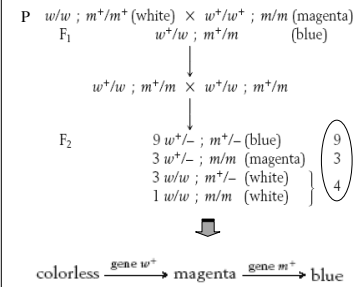 P w/w ; m⁺/m⁺ (white) × w⁺/w⁺ ; m/m (magenta)
F₁ w⁺/w ; m⁺/m (blue)
w⁺/w ; m⁺/m × w⁺/w ; m⁺/m
F₂ 9 w⁺/– ; m⁺/– (blue) 9
3 w⁺/– ; m/m (magenta) 3
3 w/w ; m⁺/– (white)
1 w/w ; m/m (white) 4
colorless gene w⁺ magenta gene m⁺ blue